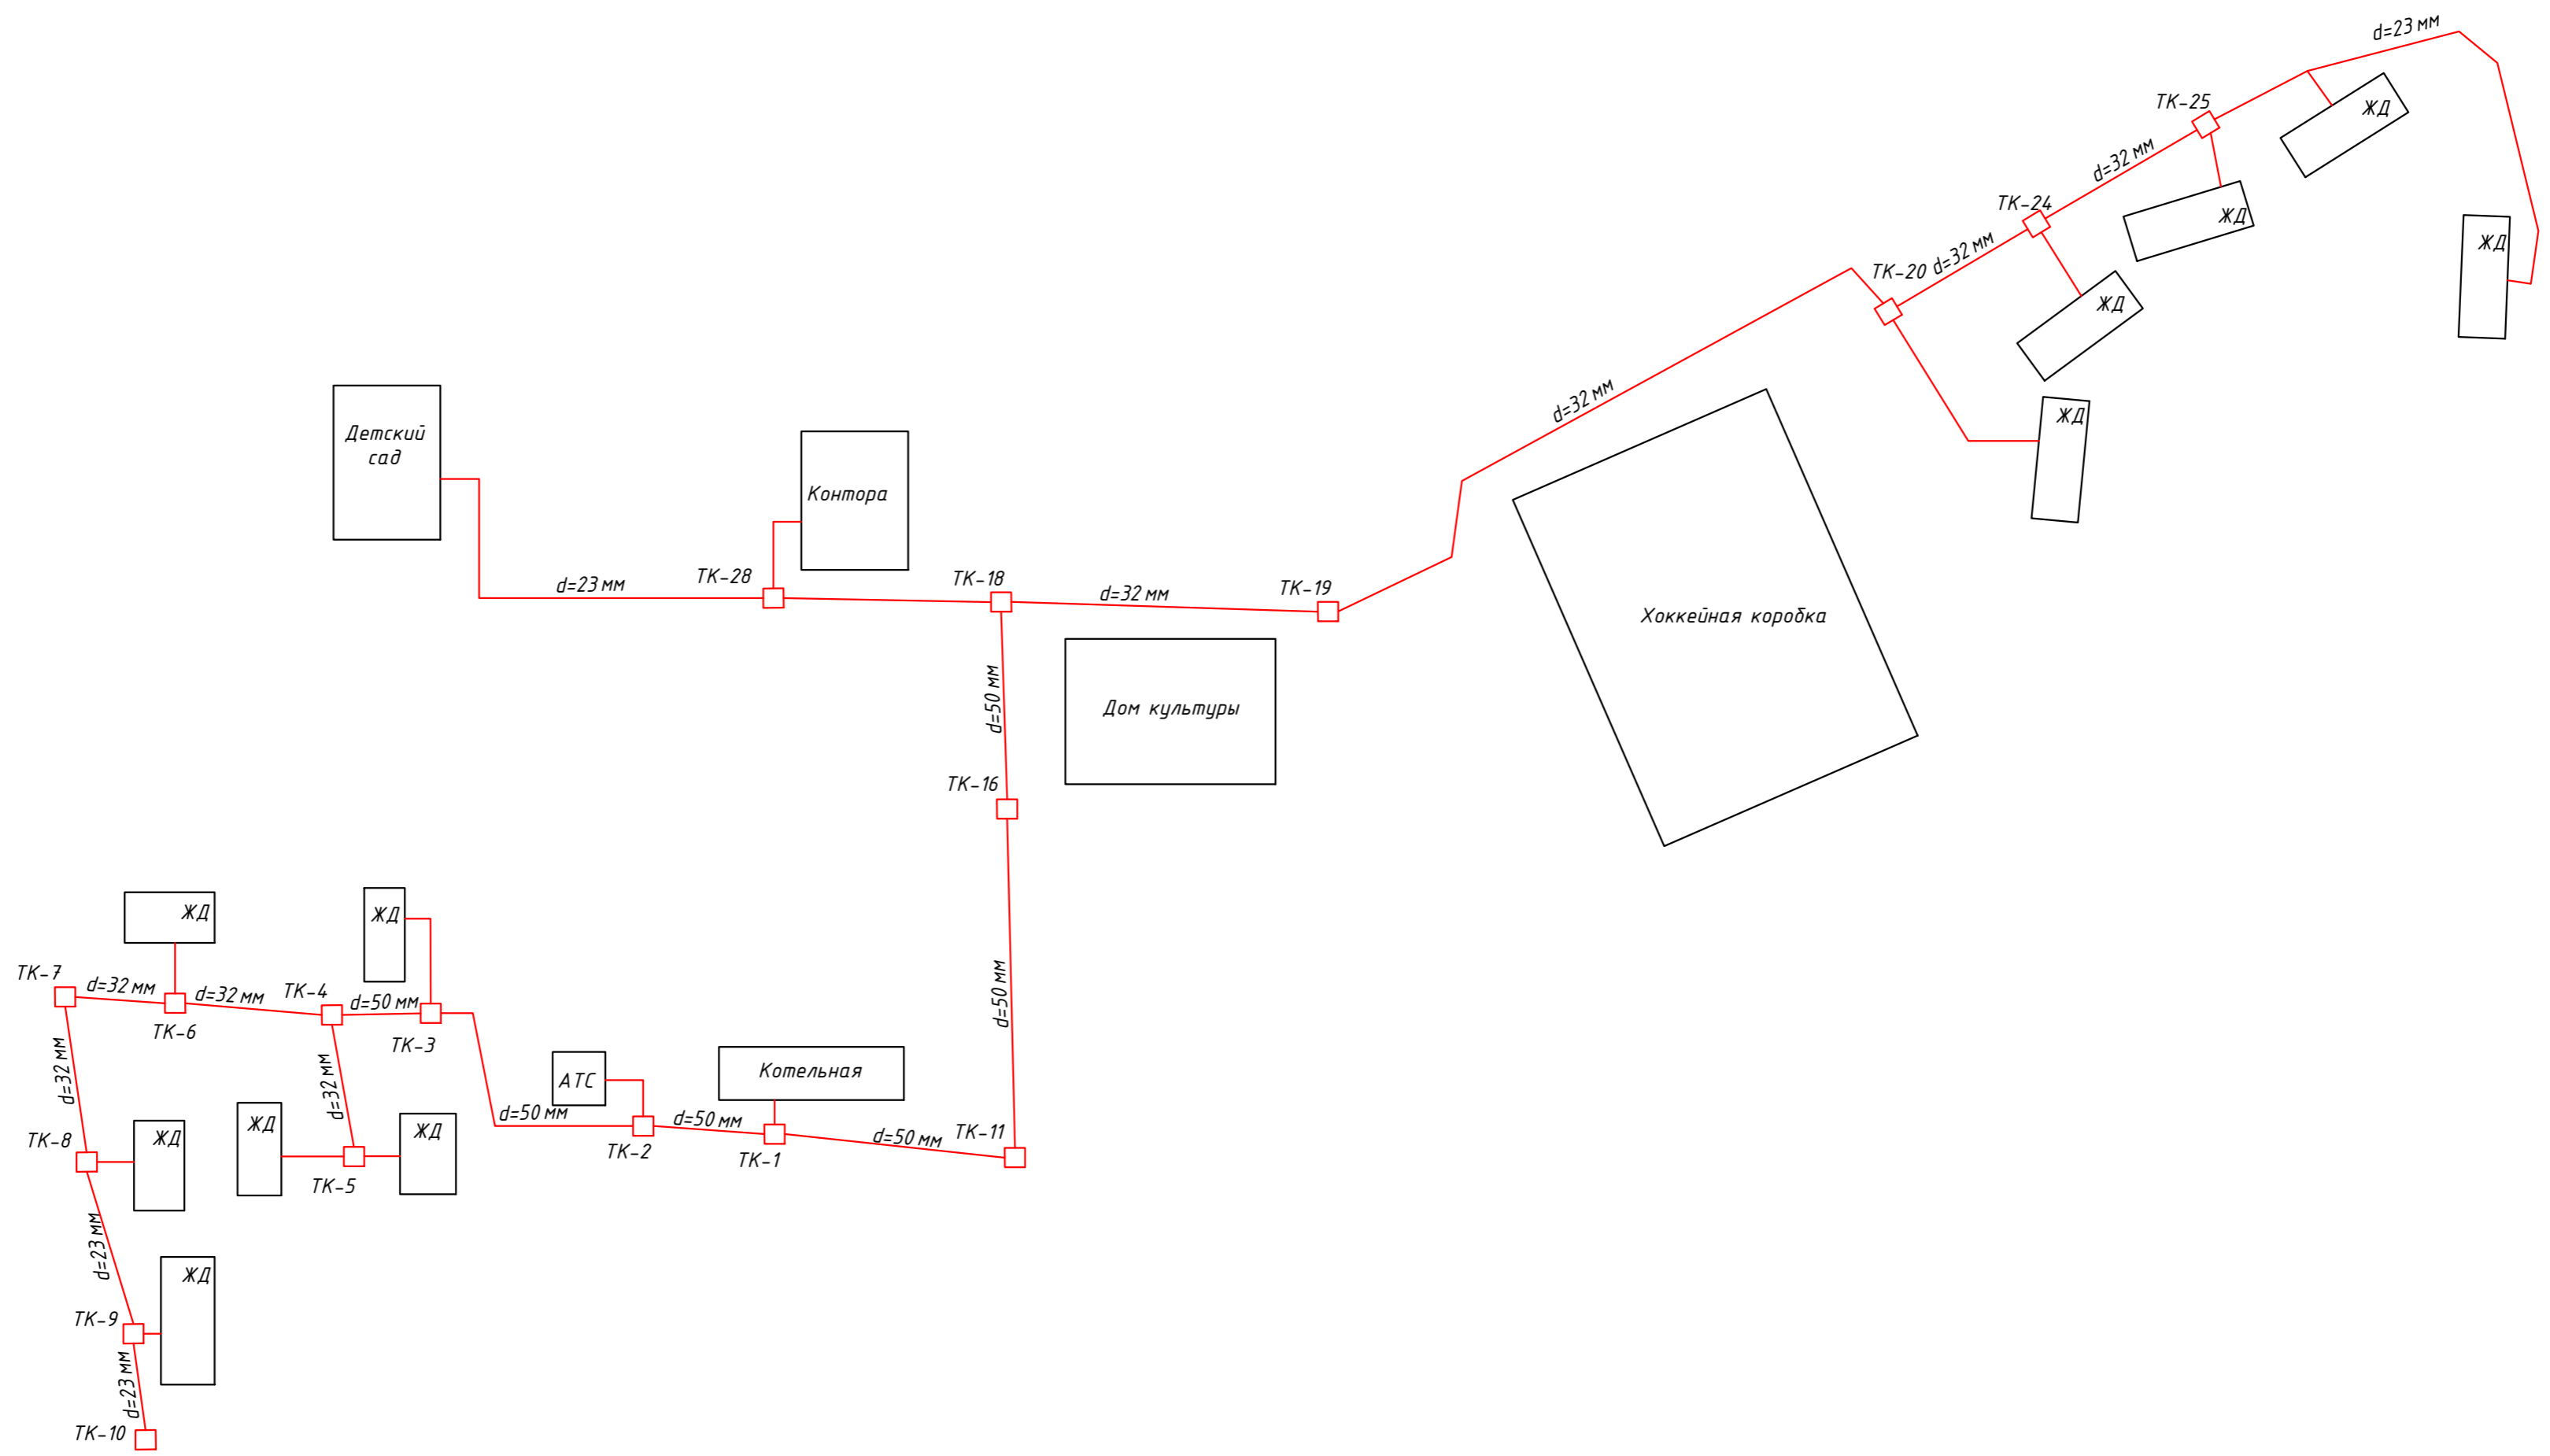 d=23 мм
ТК-25
ЖД
d=32 мм
ТК-24
ЖД
ЖД
d=32 мм
ТК-20
ЖД
d=32 мм
ЖД
Детский
сад
Контора
d=23 мм
ТК-28
ТК-18
d=32 мм
ТК-19
Хоккейная коробка
d=50 мм
Дом культуры
ТК-16
ЖД
ЖД
ТК-7
d=32 мм
d=32 мм
ТК-4
d=50 мм
ТК-6
ТК-3
d=50 мм
d=32 мм
d=32 мм
АТС
Котельная
d=50 мм
d=50 мм
d=50 мм
ТК-11
ТК-8
ЖД
ЖД
ЖД
ТК-2
ТК-1
ТК-5
d=23 мм
ЖД
ТК-9
d=23 мм
ТК-10